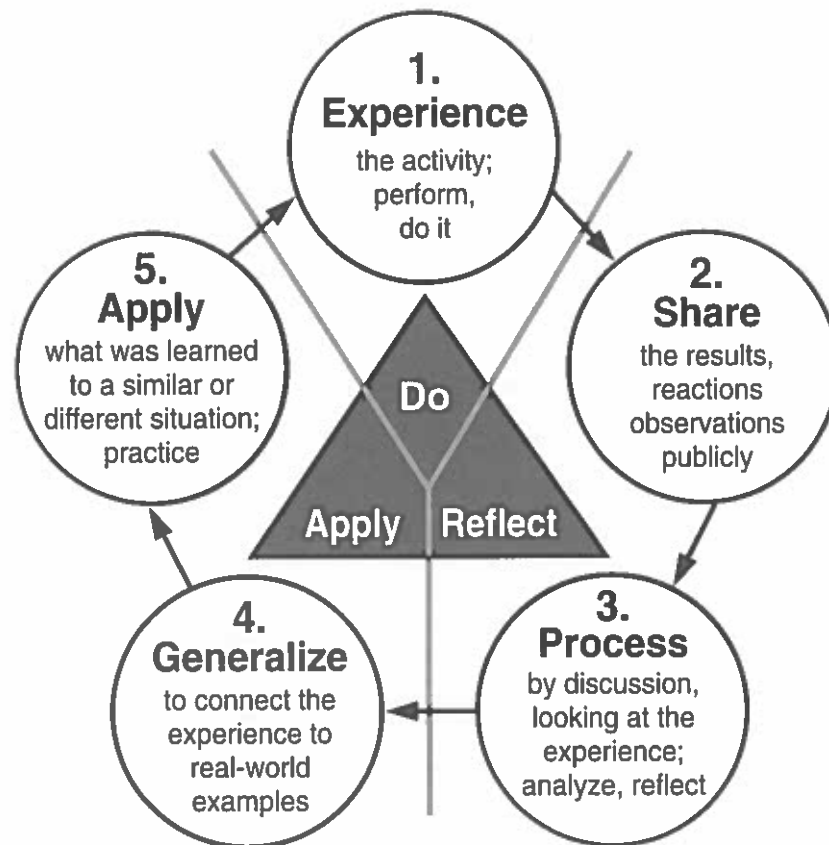 1.
Experience
the activity;
perform,
do it
2.
Share
the results,
reactions
observations
publicly
3.
Process
by discussion,
looking at the
experience;
analyze, reflect
4.
Generalize
to connect the
experience to
real-world
examples
5.
Apply
what was learned
to a similar or
different situation;
practice
Do
Apply
Reflect